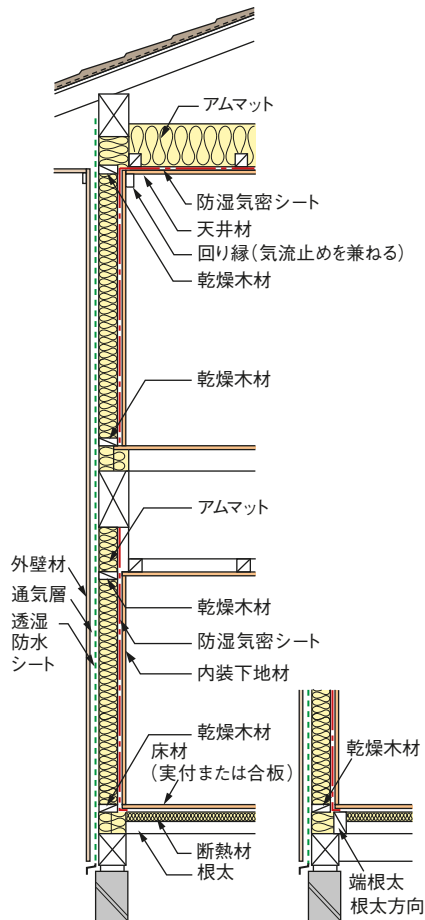 アムマット
防湿気密シート
天井材
回り縁（気流止めを兼ねる）
乾燥木材
乾燥木材
アムマット
外壁材
通気層
透湿
防水
シート
乾燥木材
防湿気密シート
内装下地材
乾燥木材
床材
（実付または合板）
断熱材
根太
乾燥木材
端根太
根太方向